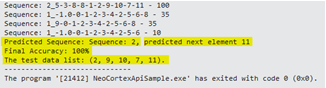 Sequence: 2_5-3-8-8-1-2-9-10-7-11 - 100
Sequence: 1_-1.0-0-1-2-3-4-2-5-6-8 - 35
Sequence: 1_9-0-1-2-3-4-2-5-6-8 - 35
Sequence: 1_-1.0-0-1-2-3-4-2-5-6 - 10
Predicted Sequence: Sequence: 2, predicted next element 11
final Accuracy: 100%
The test data list: (2, 9, 10, 7, 11).
------------------------------
The program '[21412] NeoCortexApiSample.exe' has exited with code 0 (0x0).